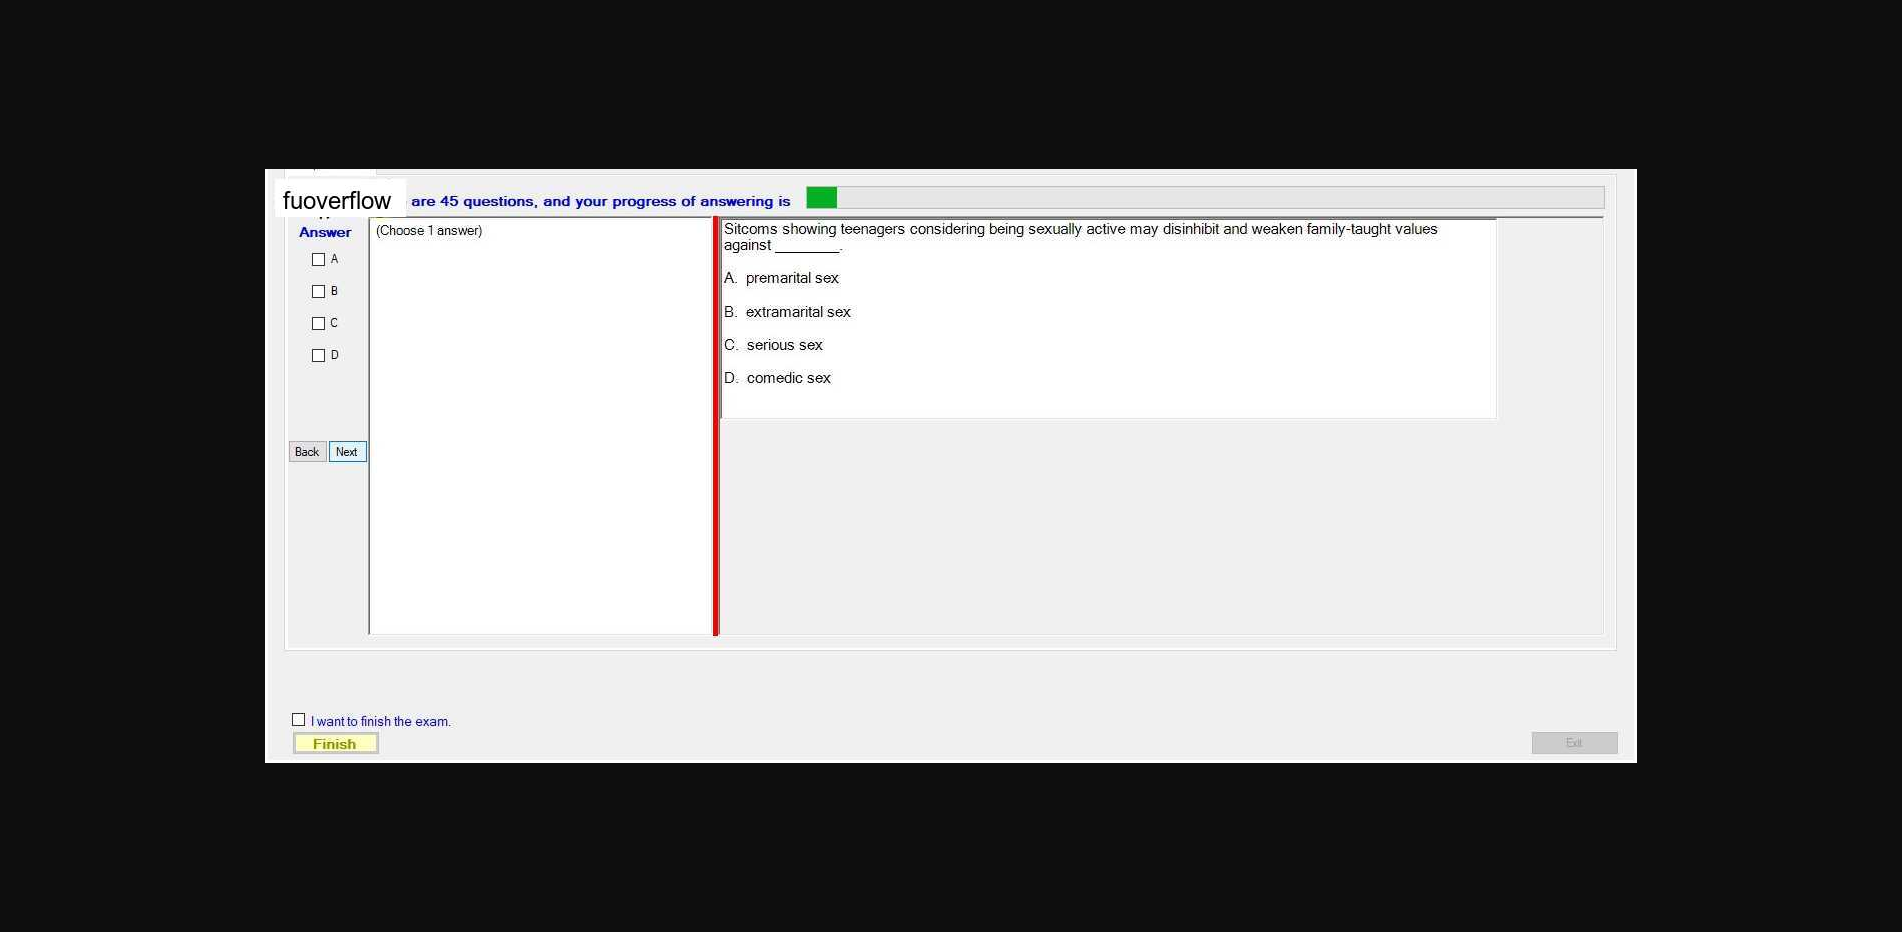 fuoverflow
are 45 questions, and your progress of answering is
Answer
(Choose 1 answer)
A
B
C
D
Back Next
Sitcoms showing teenagers considering being sexually active may disinhibit and weaken family-taught values
against ________.
A. premarital sex
B. extramarital sex
C. serious sex
D. comedic sex
I want to finish the exam.
Finish
Exit